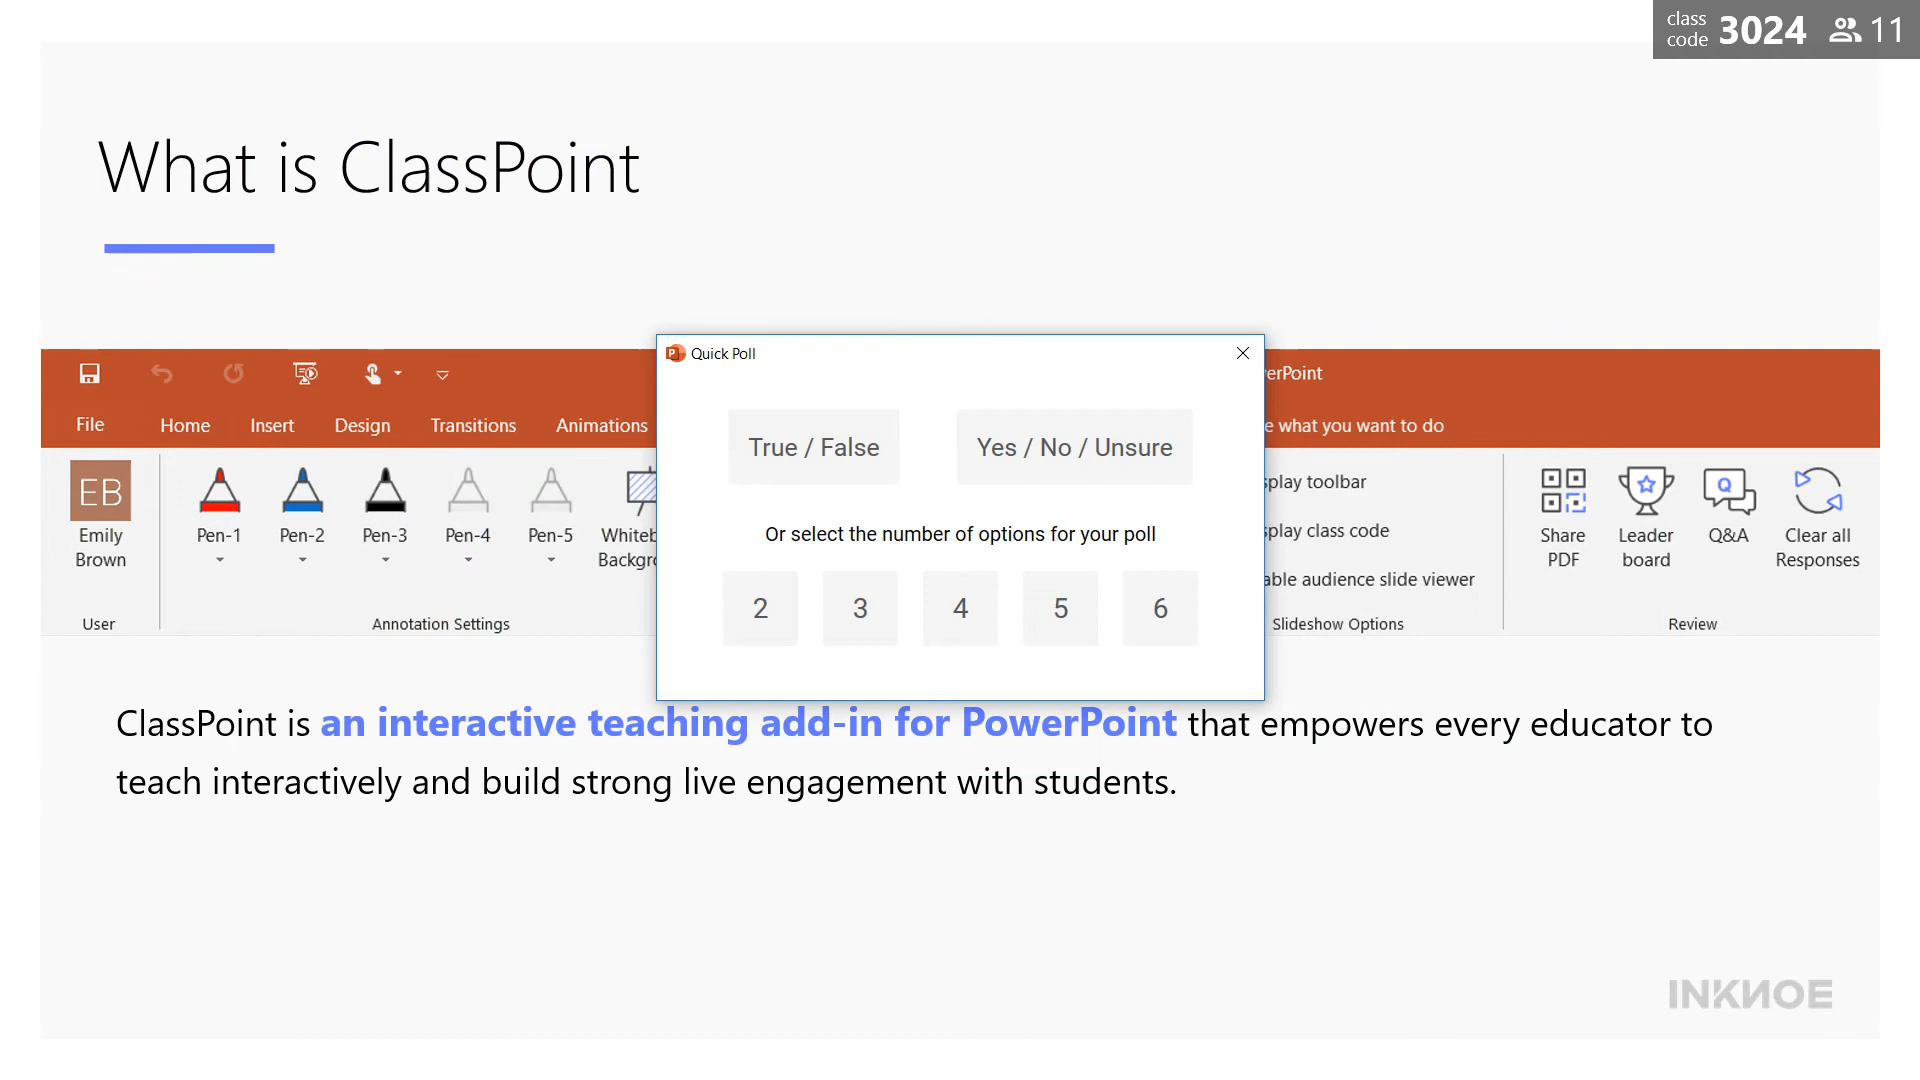 class
code 3024 11
What is ClassPoint
Quick Poll
True / False Yes / No / Unsure
Or select the number of options for your poll
2 3 4 5 6
erPoint
File Home Insert Design Transitions Animations
e what you want to do
EB
Emily
Brown
User
Pen-1 Pen-2 Pen-3 Pen-4 Pen-5
Whiteb
Backgro
Annotation Settings
splay toolbar
splay class code
able audience slide viewer
Slideshow Options
Share
PDF
Leader
board
Q
Q&A
Clear all
Responses
Review
ClassPoint is an interactive teaching add-in for PowerPoint that empowers every educator to
teach interactively and build strong live engagement with students.
INKNOE